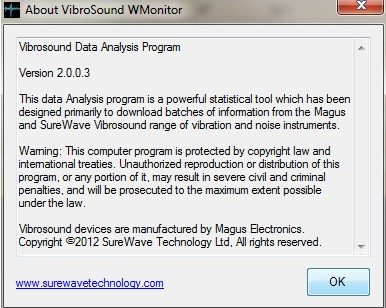 About VibroSound WMonitor
Vibrosound Data Analysis Program
Version 2.0.0.3
This data Analysis program is a powerful statistical tool which has been
designed primarily to download batches of information from the Magus
and SureWave Vibrosound range of vibration and noise instruments.
Warning: This computer program is protected by copyright law and
international treaties. Unauthorized reproduction or distribution of this
program, or any portion of it, may result in severe civil and criminal
penalties, and will be prosecuted to the maximum extent possible
under the law.
Vibrosound devices are manufactured by Magus Electronics.
Copyright ©2012 SureWave Technology Ltd, All rights reserved.
www.surewavetechnology.com
OK